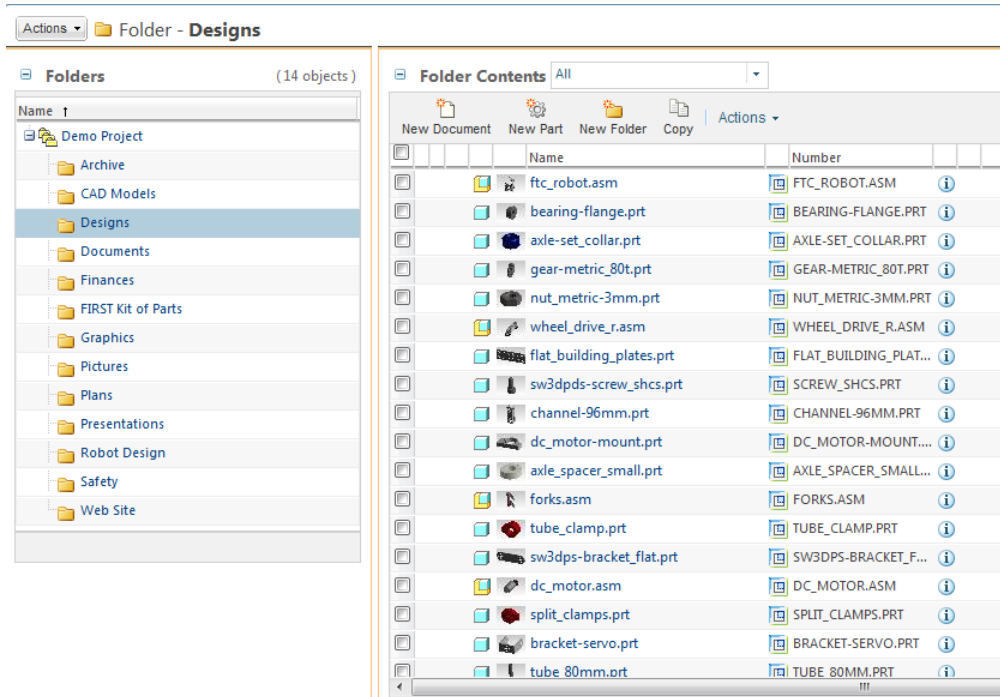 Actions
Folder - Designs
Folders (14 objects)
Name ↑
Demo Project
Archive
CAD Models
Designs
Documents
Finances
FIRST Kit of Parts
Graphics
Pictures
Plans
Presentations
Robot Design
Safety
Web Site
Folder Contents All
New Document New Part New Folder Copy Actions
Name Number
ftc_robot.asm FTC_ROBOT.ASM
bearing-flange.prt BEARING-FLANGE.PRT
axle-set_collar.prt AXLE-SET_COLLAR.PRT
gear-metric_80t.prt GEAR-METRIC_80T.PRT
nut_metric-3mm.prt NUT_METRIC-3MM.PRT
wheel_drive_r.asm WHEEL_DRIVE_R.ASM
flat_building_plates.prt FLAT_BUILDING_PLAT...
sw3dpds-screw_shcs.prt SCREW_SHCS.PRT
channel-96mm.prt CHANNEL-96MM.PRT
dc_motor-mount.prt DC_MOTOR-MOUNT....
axle_spacer_small.prt AXLE_SPACER_SMALL...
forks.asm FORKS.ASM
tube_clamp.prt TUBE_CLAMP.PRT
sw3dps-bracket_flat.prt SW3DPS-BRACKET_F...
dc_motor.asm DC_MOTOR.ASM
split_clamps.prt SPLIT_CLAMPS.PRT
bracket-servo.prt BRACKET-SERVO.PRT
tube 80mm.prt TUBE 80MM.PRT